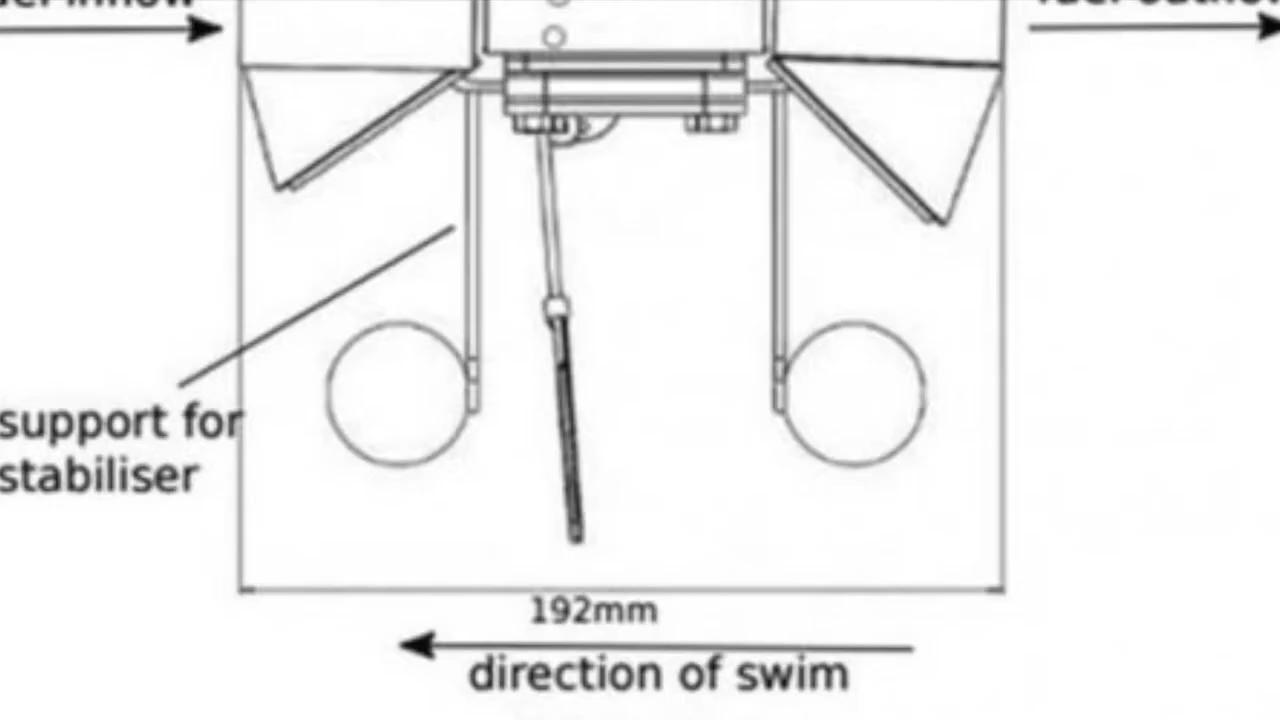 support for
stabiliser
192mm
direction of swim